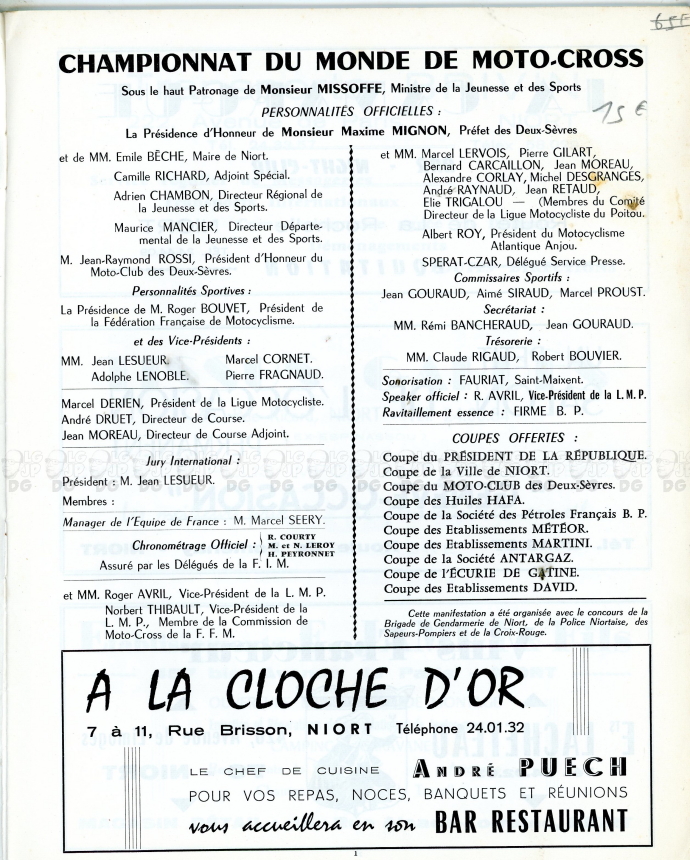 65F
CHAMPIONNAT DU MONDE DE MOTO-CROSS
Sous le haut Patronage de Monsieur MISSOFFE, Ministre de la Jeunesse et des Sports
PERSONNALITÉS OFFICIELLES :
15 €
La Présidence d'Honneur de Monsieur Maxime MIGNON, Préfet des Deux-Sèvres
et de MM. Emile BÊCHE, Maire de Niort.
Camille RICHARD, Adjoint Spécial.
Adrien CHAMBON, Directeur Régional de
la Jeunesse et des Sports.
Maurice MANCIER, Directeur Départe-
mental de la Jeunesse et des Sports.
M. Jean-Raymond ROSSI, Président d'Honneur du
Moto-Club des Deux-Sèvres.
Personnalités Sportives :
La Présidence de M. Roger BOUVET, Président de
la Fédération Française de Motocyclisme.
et des Vice-Présidents :
MM. Jean LESUEUR. Marcel CORNET.
Adolphe LENOBLE. Pierre FRAGNAUD.
Marcel DERIEN, Président de la Ligue Motocycliste.
André DRUET, Directeur de Course.
Jean MOREAU, Directeur de Course Adjoint.
Jury International :
Président : M. Jean LESUEUR.
Membres :
Manager de l'Equipe de France : M. Marcel SEERY.
Chronométrage Officiel :
R. COURTY
M. et N. LEROY
H. PEYRONNET
Assuré par les Délégués de la F. I. M.
et MM. Roger AVRIL, Vice-Président de la L. M. P.
Norbert THIBAULT, Vice-Président de la
L. M. P., Membre de la Commission de
Moto-Cross de la F. F. M.
et MM. Marcel LERVOIS, Pierre GILART,
Bernard CARCAILLON, Jean MOREAU,
Alexandre CORLAY, Michel DESGRANGES,
André RAYNAUD, Jean RETAUD,
Elie TRIGALOU — (Membres du Comité
Directeur de la Ligue Motocycliste du Poitou.
Albert ROY, Président du Motocyclisme
Atlantique Anjou.
SPERAT-CZAR, Délégué Service Presse.
Commissaires Sportifs :
Jean GOURAUD, Aimé SIRAUD, Marcel PROUST.
Secrétariat :
MM. Rémi BANCHERAUD, Jean GOURAUD.
Trésorerie :
MM. Claude RIGAUD, Robert BOUVIER.
Sonorisation : FAURIAT, Saint-Maixent.
Speaker officiel : R. AVRIL, Vice-Président de la L. M. P.
Ravitaillement essence : FIRME B. P.
COUPES OFFERTES :
Coupe du PRÉSIDENT DE LA RÉPUBLIQUE.
Coupe de la Ville de NIORT.
Coupe du MOTO-CLUB des Deux-Sèvres.
Coupe des Huiles HAFA.
Coupe de la Société des Pétroles Français B. P.
Coupe des Etablissements MÉTÉOR.
Coupe des Etablissements MARTINI.
Coupe de la Société ANTARGAZ.
Coupe de l'ÉCURIE DE GATINE.
Coupe des Etablissements DAVID.
Cette manifestation a été organisée avec le concours de la
Brigade de Gendarmerie de Niort, de la Police Niortaise, des
Sapeurs-Pompiers et de la Croix-Rouge.
A LA CLOCHE D'OR
7 à 11, Rue Brisson, NIORT Téléphone 24.01.32
LE CHEF DE CUISINE ANDRÉ PUECH
POUR VOS REPAS, NOCES, BANQUETS ET RÉUNIONS
vous accueillera en son BAR RESTAURANT
1